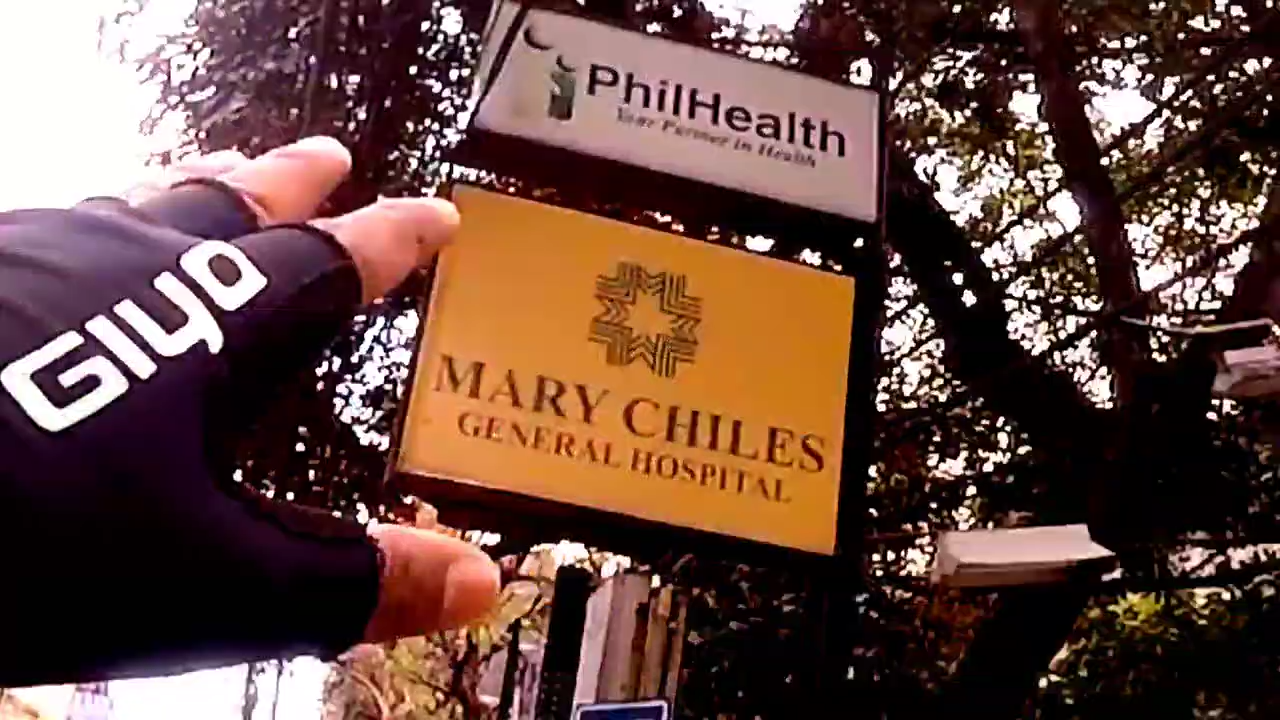 PhilHealth
Your Partner in Health
GIYO
MARY CHILES
GENERAL HOSPITAL